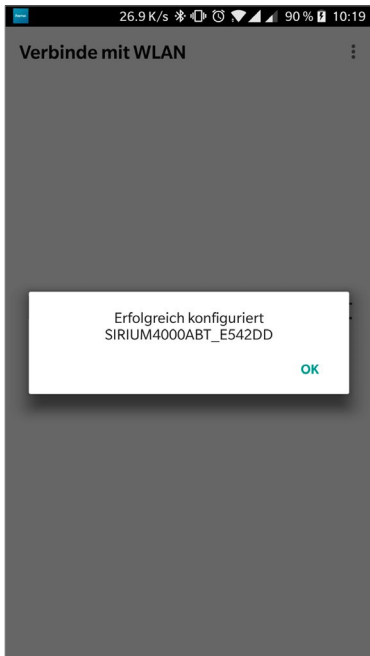 26.9 K/s 90 % 10:19
Verbinde mit WLAN
Erfolgreich konfiguriert
SIRIUM4000ABT_E542DD
OK